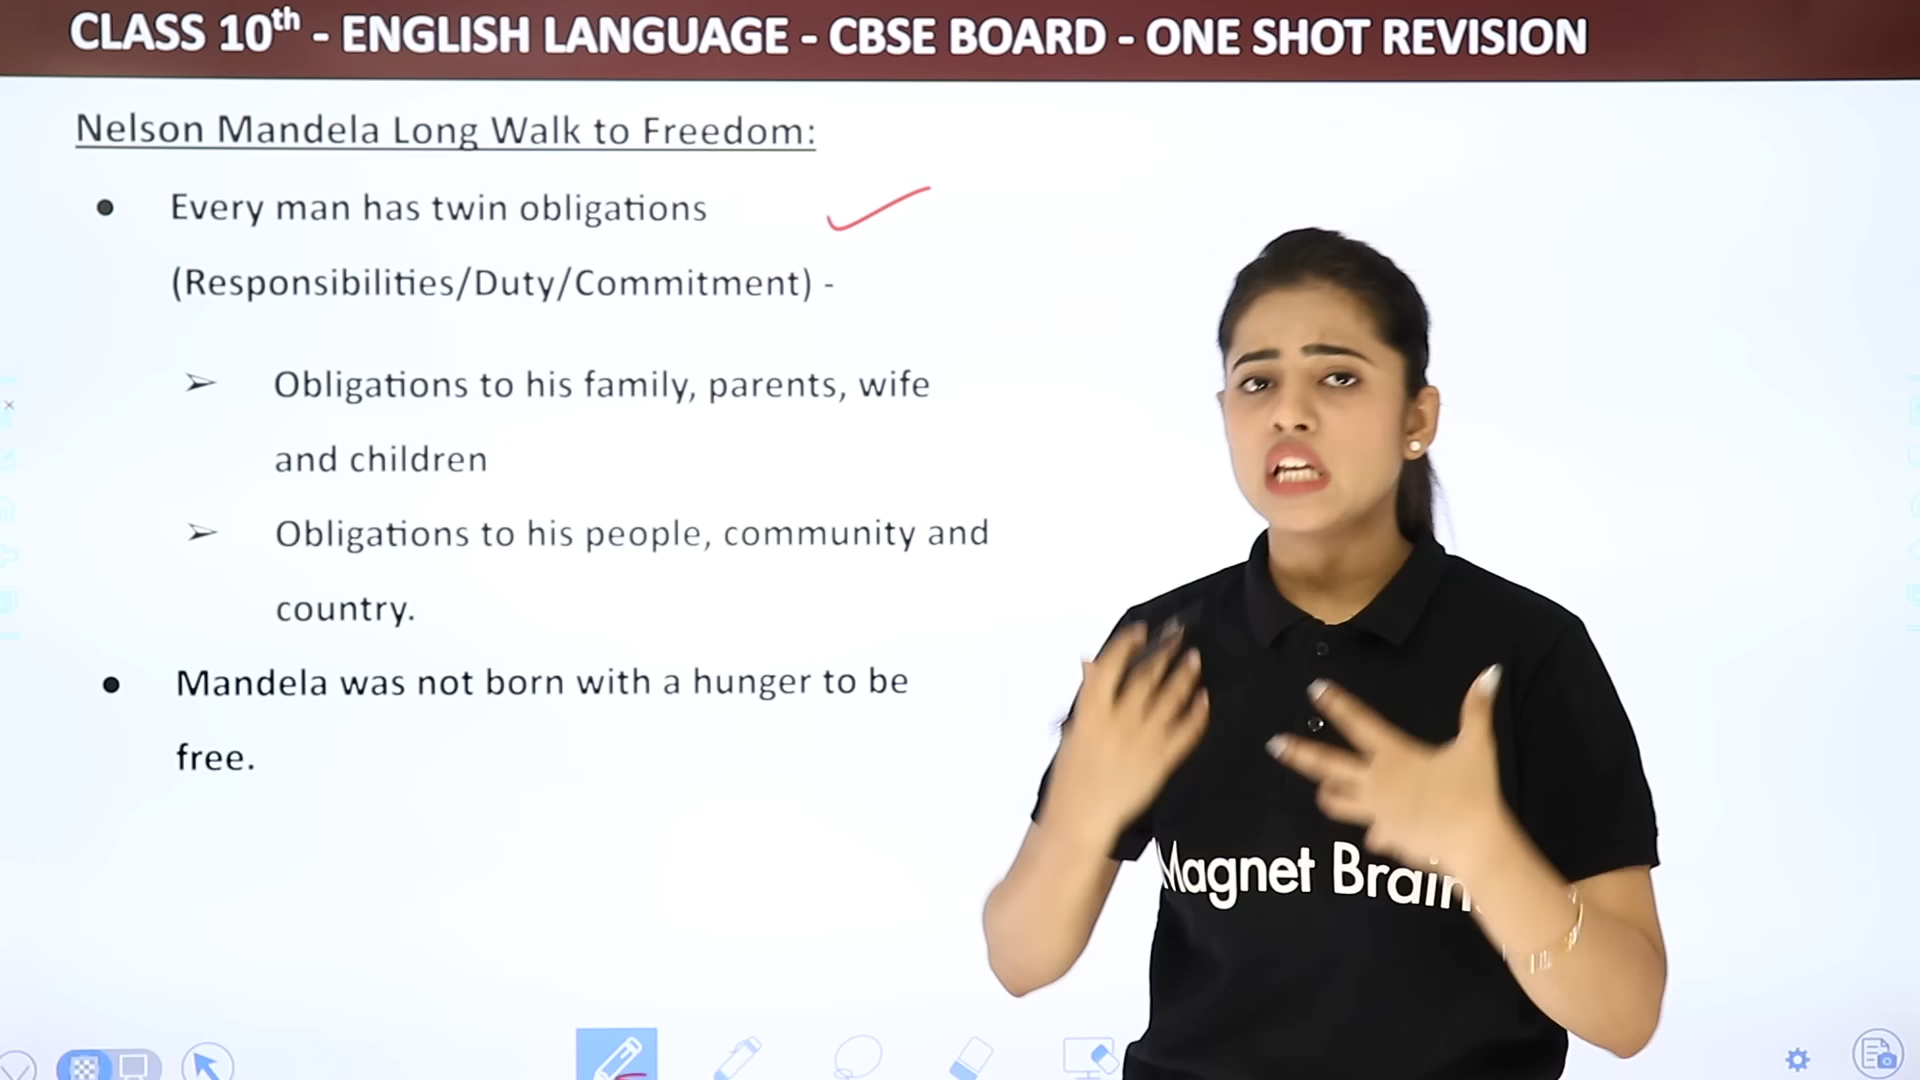 CLASS 10th - ENGLISH LANGUAGE - CBSE BOARD - ONE SHOT REVISION
Nelson Mandela Long Walk to Freedom:
● Every man has twin obligations
(Responsibilities/Duty/Commitment) -
➢ Obligations to his family, parents, wife
and children
➢ Obligations to his people, community and
country.
● Mandela was not born with a hunger to be
free.
Magnet Brain